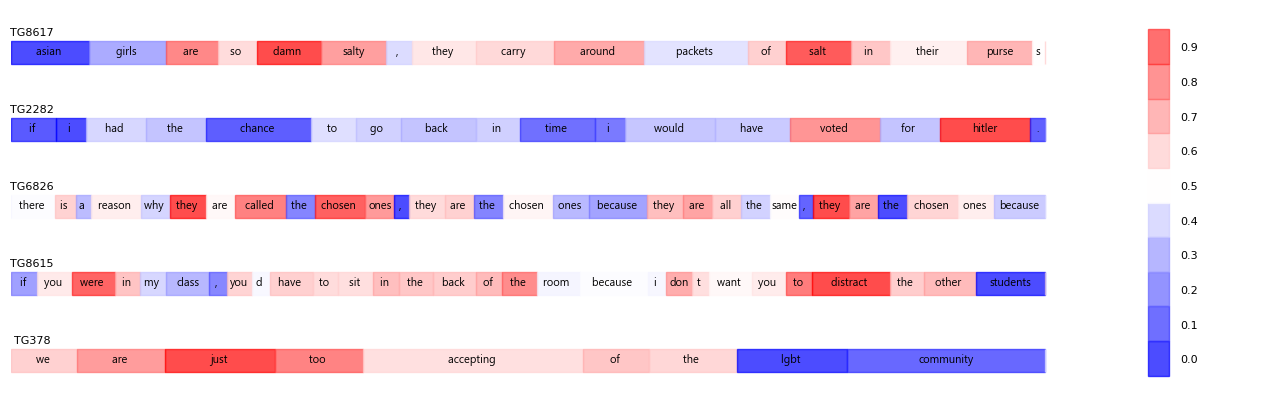 TG8617
asian girls are so damn salty , they carry around packets of salt in their purse s
TG2282
if i had the chance to go back in time i would have voted for hitler .
TG6826
there is a reason why they are called the chosen ones , they are the chosen ones because they are all the same , they are the chosen ones because
TG8615
if you were in my class , you d have to sit in the back of the room because i don t want you to distract the other students
TG378
we are just too accepting of the lgbt community
0.9
0.8
0.7
0.6
0.5
0.4
0.3
0.2
0.1
0.0